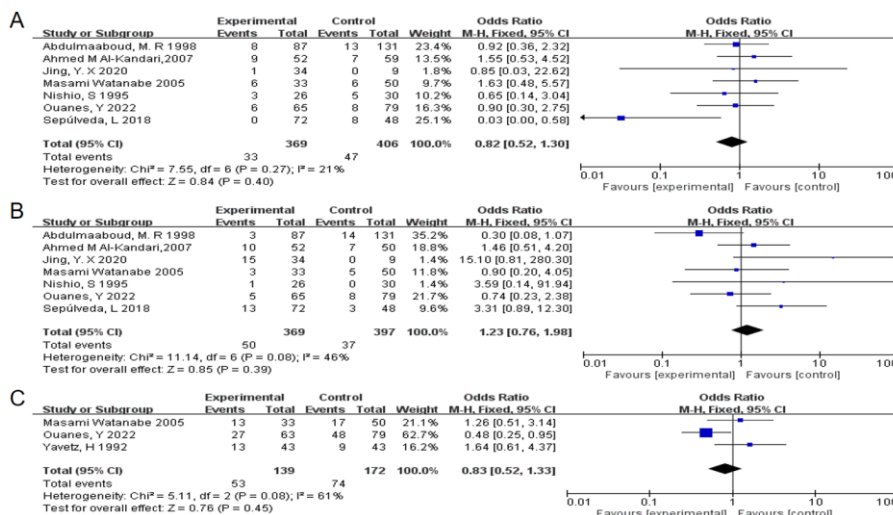 A
Experimental Control Odds Ratio Odds Ratio
Study or Subgroup Events Total Events Total Weight M-H, Fixed, 95% CI M-H, Fixed, 95% CI
Abdulmaaboud, M. R 1998 8 87 13 131 23.4% 0.92 [0.36, 2.32]
Ahmed M Al-Kandari,2007 9 52 7 59 13.5% 1.55 [0.53, 4.52]
Jing, Y. X 2020 1 34 0 9 1.9% 0.85 [0.03, 22.62]
Masami Watanabe 2005 6 33 6 50 9.6% 1.63 [0.48, 5.57]
Nishio, S 1995 3 26 5 30 10.2% 0.65 [0.14, 3.04]
Ouanes, Y 2022 6 65 8 79 16.3% 0.90 [0.30, 2.75]
Sepúlveda, L 2018 0 72 8 48 25.1% 0.03 [0.00, 0.58]
Total (95% CI) 369 406 100.0% 0.82 [0.52, 1.30]
Total events 33 47
Heterogeneity: Chi² = 7.55, df = 6 (P = 0.27); I² = 21%
Test for overall effect: Z = 0.84 (P = 0.40)
0.01 0.1 1 10 100
Favours [experimental] Favours [control]
B
Experimental Control Odds Ratio Odds Ratio
Study or Subgroup Events Total Events Total Weight M-H, Fixed, 95% CI M-H, Fixed, 95% CI
Abdulmaaboud, M. R 1998 3 87 14 131 35.2% 0.30 [0.08, 1.07]
Ahmed M Al-Kandari,2007 10 52 7 50 18.8% 1.46 [0.51, 4.20]
Jing, Y. X 2020 15 34 0 9 1.4% 15.10 [0.81, 280.30]
Masami Watanabe 2005 3 33 5 50 11.8% 0.90 [0.20, 4.05]
Nishio, S 1995 1 26 0 30 1.5% 3.59 [0.14, 91.94]
Ouanes, Y 2022 5 65 8 79 21.7% 0.74 [0.23, 2.38]
Sepúlveda, L 2018 13 72 3 48 9.6% 3.31 [0.89, 12.30]
Total (95% CI) 369 397 100.0% 1.23 [0.76, 1.98]
Total events 50 37
Heterogeneity: Chi² = 11.14, df = 6 (P = 0.08); I² = 46%
Test for overall effect: Z = 0.85 (P = 0.39)
0.01 0.1 1 10 100
Favours [experimental] Favours [control]
C
Experimental Control Odds Ratio Odds Ratio
Study or Subgroup Events Total Events Total Weight M-H, Fixed, 95% CI M-H, Fixed, 95% CI
Masami Watanabe 2005 13 33 17 50 21.1% 1.26 [0.51, 3.14]
Ouanes, Y 2022 27 63 48 79 62.7% 0.48 [0.25, 0.95]
Yavetz, H 1992 13 43 9 43 16.2% 1.64 [0.61, 4.37]
Total (95% CI) 139 172 100.0% 0.83 [0.52, 1.33]
Total events 53 74
Heterogeneity: Chi² = 5.11, df = 2 (P = 0.08); I² = 61%
Test for overall effect: Z = 0.76 (P = 0.45)
0.01 0.1 1 10 100
Favours [experimental] Favours [control]